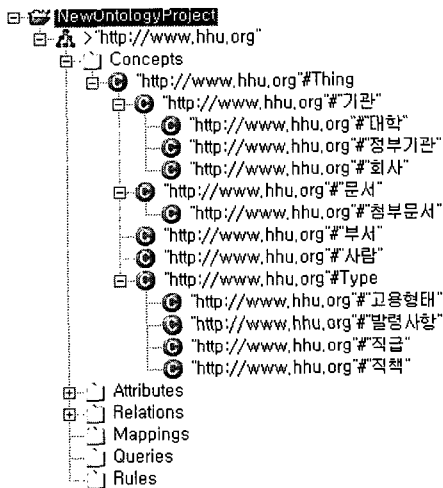 NewOntologyProject
>"http://www.hhu.org"
Concepts
"http://www.hhu.org"#Thing
"http://www.hhu.org"#"기관"
"http://www.hhu.org"#"대학"
"http://www.hhu.org"#"정부기관"
"http://www.hhu.org"#"회사"
"http://www.hhu.org"#"문서"
"http://www.hhu.org"#"첨부문서"
"http://www.hhu.org"#"부서"
"http://www.hhu.org"#"사람"
"http://www.hhu.org"#Type
"http://www.hhu.org"#"고용형태"
"http://www.hhu.org"#"발령사항"
"http://www.hhu.org"#"직급"
"http://www.hhu.org"#"직책"
Attributes
Relations
Mappings
Queries
Rules